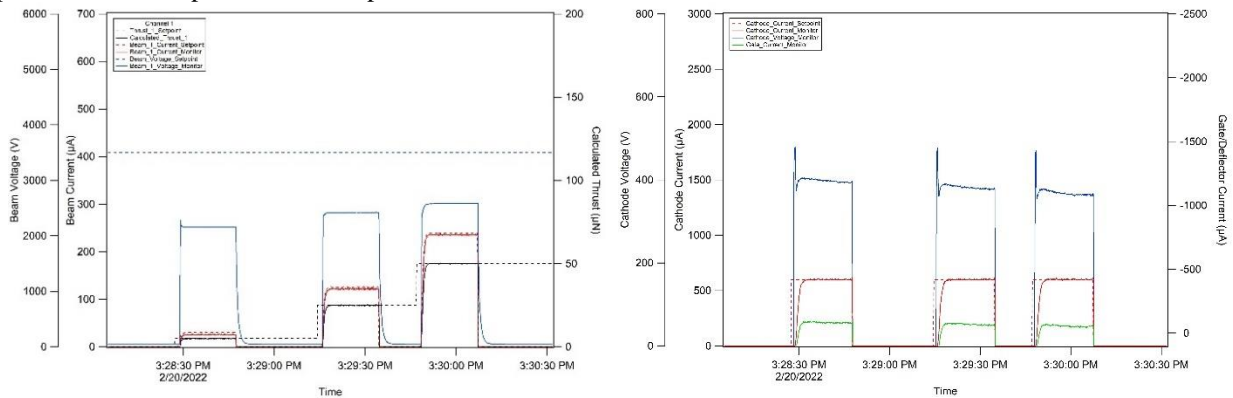 6000
5000
4000
3000
2000
1000
0
Beam Voltage (V)
700
600
500
400
300
200
100
0
Beam Current (µA)
Channel 1
Thrust_1_Setpoint
Calculated_Thrust_1
Beam_1_Current_Setpoint
Beam_1_Current_Monitor
Beam_Voltage_Setpoint
Beam_1_Voltage_Monitor
200
150
100
50
0
Calculated Thrust (µN)
3:28:30 PM
2/20/2022
3:29:00 PM
3:29:30 PM
3:30:00 PM
3:30:30 PM
Time
800
600
400
200
0
Cathode Voltage (V)
3000
2500
2000
1500
1000
500
0
Cathode Current (µA)
Cathode_Current_Setpoint
Cathode_Current_Monitor
Cathode_Voltage_Monitor
-2500
-2000
-1500
-1000
-500
0
Gate/Deflector Current (µA)
3:28:30 PM
2/20/2022
3:29:00 PM
3:29:30 PM
3:30:00 PM
3:30:30 PM
Time